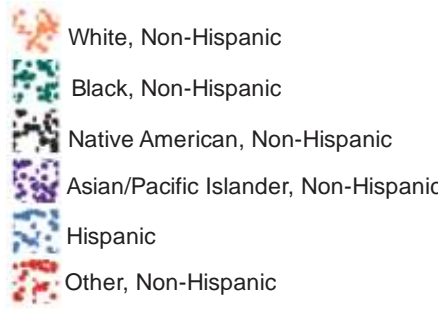 White, Non-Hispanic
Black, Non-Hispanic
Native American, Non-Hispanic
Asian/Pacific Islander, Non-Hispanic
Hispanic
Other, Non-Hispanic